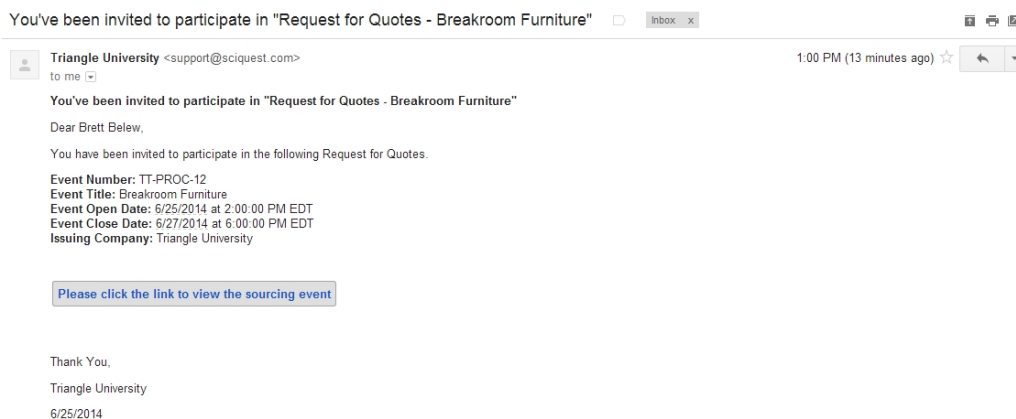 You've been invited to participate in "Request for Quotes - Breakroom Furniture" Inbox x
Triangle University <support@sciquest.com> 1:00 PM (13 minutes ago)
to me
You've been invited to participate in "Request for Quotes - Breakroom Furniture"
Dear Brett Belew,
You have been invited to participate in the following Request for Quotes.
Event Number: TT-PROC-12
Event Title: Breakroom Furniture
Event Open Date: 6/25/2014 at 2:00:00 PM EDT
Event Close Date: 6/27/2014 at 6:00:00 PM EDT
Issuing Company: Triangle University
Please click the link to view the sourcing event
Thank You,
Triangle University
6/25/2014